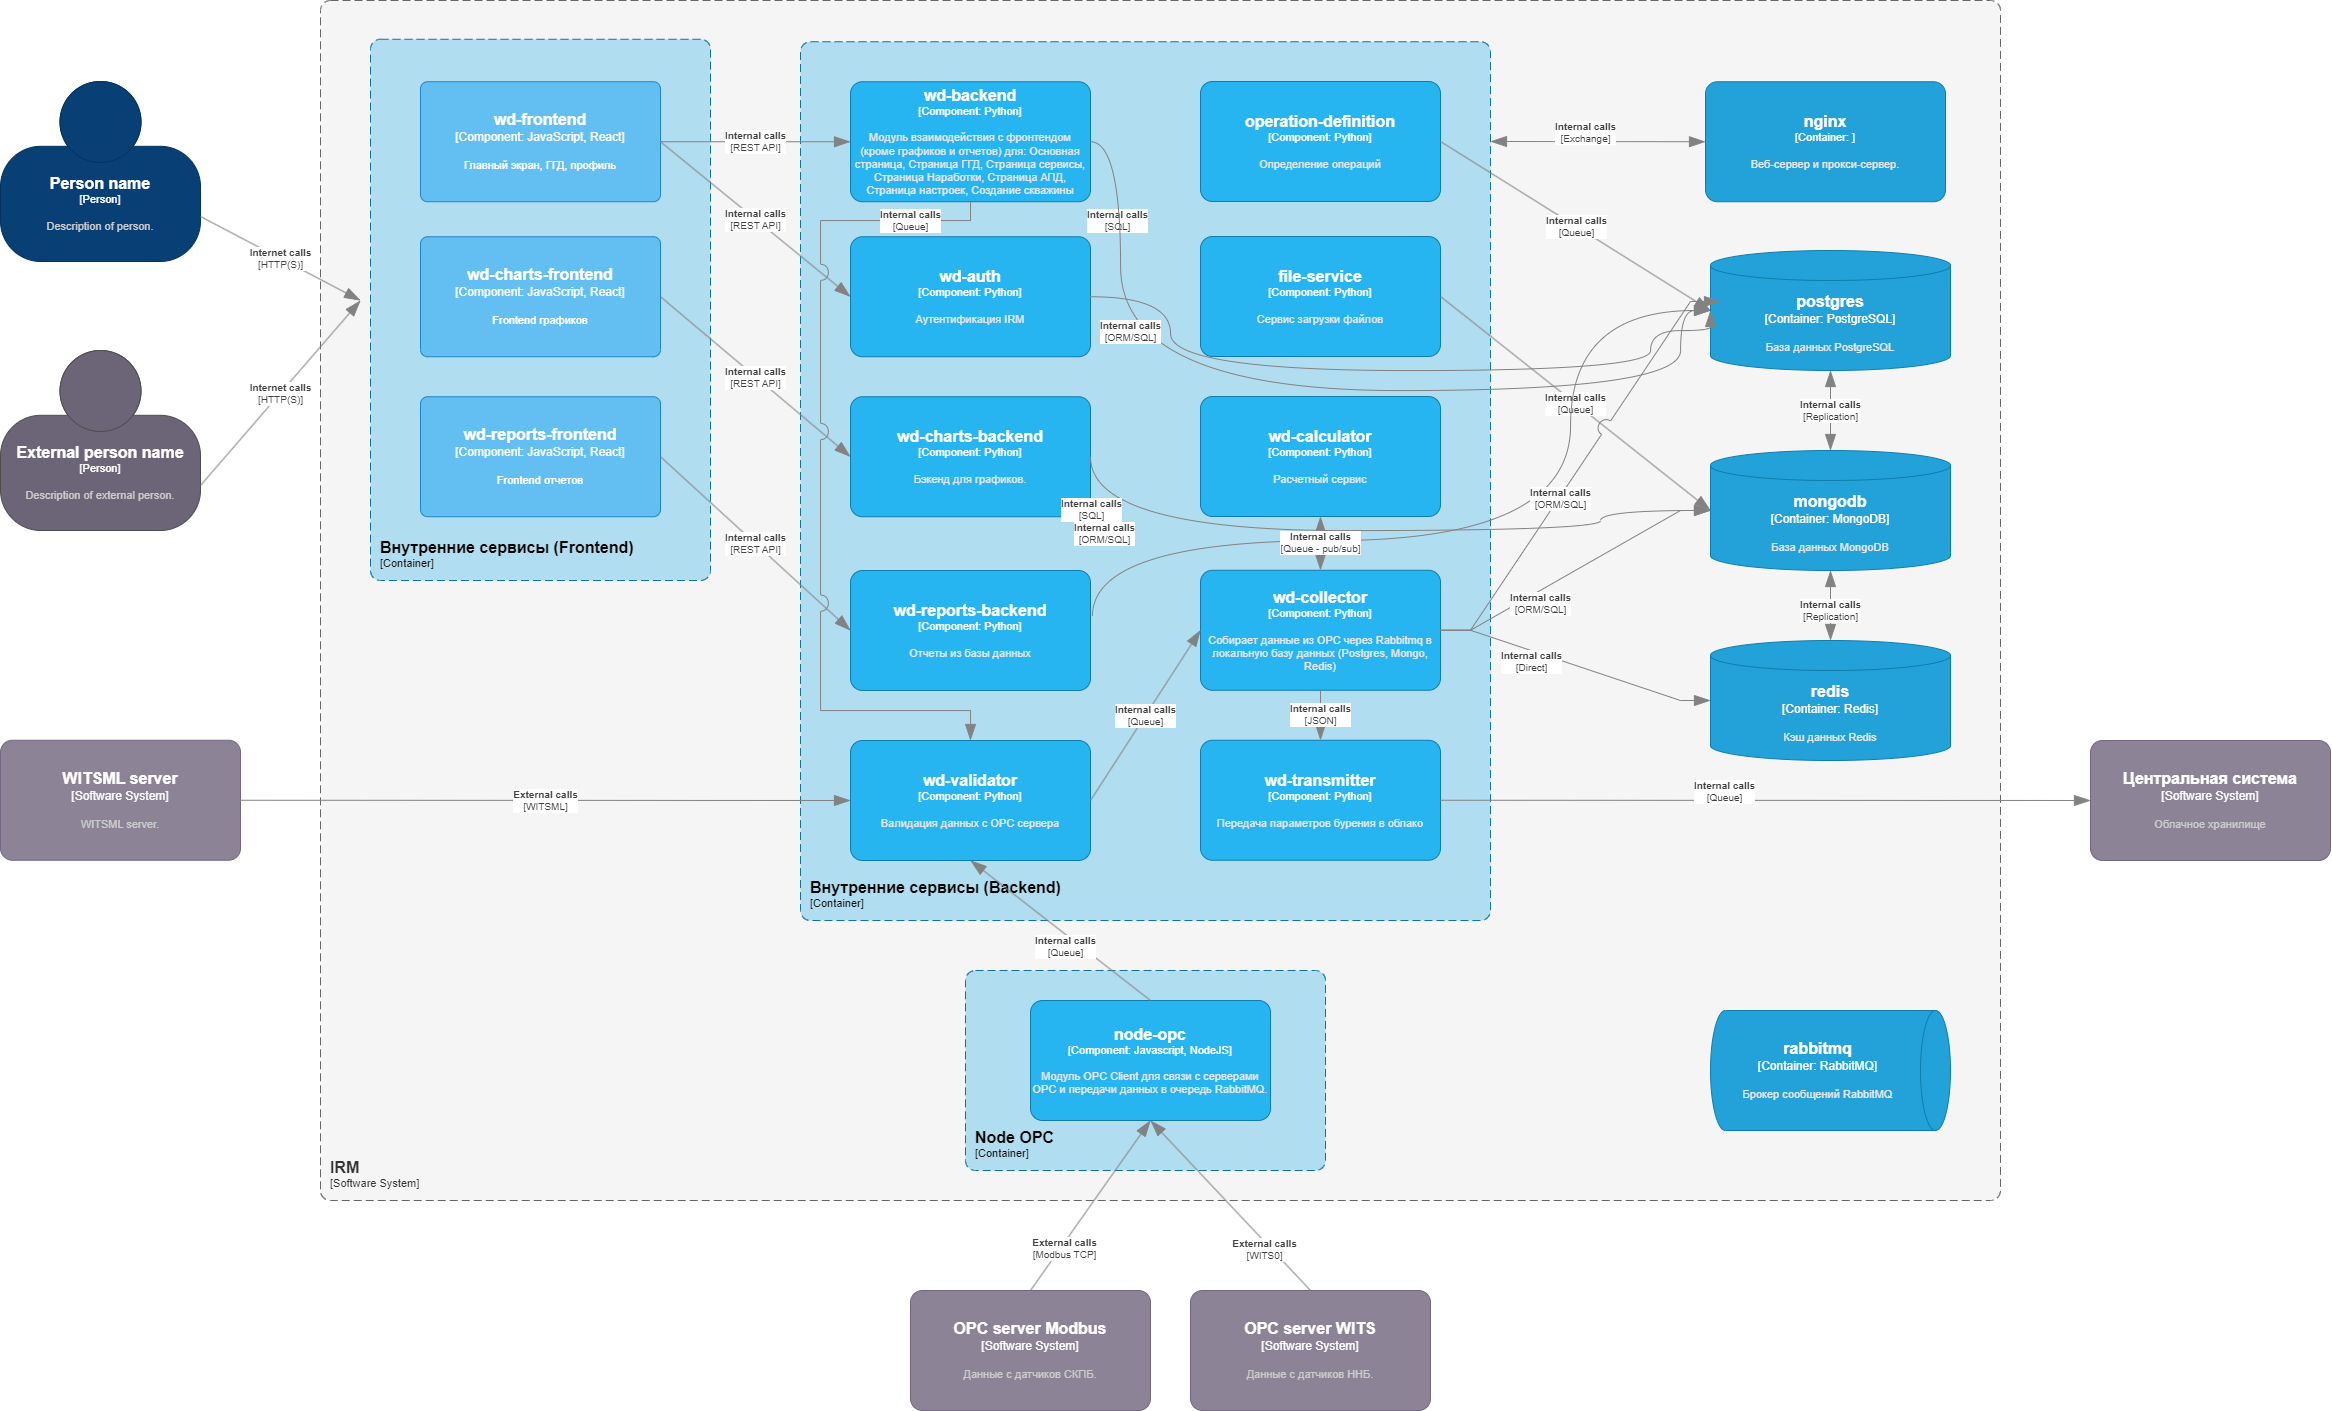 Person name
[Person]
Description of person.
External person name
[Person]
Description of external person.
Internet calls
[HTTP(S)]
Internet calls
[HTTP(S)]
WITSML server
[Software System]
WITSML server.
wd-frontend
[Component: JavaScript, React]
Главный экран, ГГД, профиль
wd-charts-frontend
[Component: JavaScript, React]
Frontend графиков
wd-reports-frontend
[Component: JavaScript, React]
Frontend отчетов
Внутренние сервисы (Frontend)
[Container]
Internal calls
[REST API]
Internal calls
[REST API]
Internal calls
[REST API]
Internal calls
[REST API]
External calls
[WITSML]
wd-backend
[Component: Python]
Модуль взаимодействия с фронтендом
(кроме графиков и отчетов) для: Основная
страница, Страница ГГД, Страница сервисы,
Страница Наработки, Страница АПД,
Страница настроек, Создание скважины
Internal calls
[Queue]
Internal calls
[SQL]
wd-auth
[Component: Python]
Аутентификация IRM
Internal calls
[ORM/SQL]
wd-charts-backend
[Component: Python]
Бэкенд для графиков.
Internal calls
[SQL]
Internal calls
[ORM/SQL]
wd-reports-backend
[Component: Python]
Отчеты из базы данных
Internal calls
[Queue]
wd-validator
[Component: Python]
Валидация данных с OPC сервера
operation-definition
[Component: Python]
Определение операций
file-service
[Component: Python]
Сервис загрузки файлов
wd-calculator
[Component: Python]
Расчетный сервис
Internal calls
[Queue - pub/sub]
wd-collector
[Component: Python]
Собирает данные из OPC через Rabbitmq в
локальную базу данных (Postgres, Mongo,
Redis)
Internal calls
[JSON]
wd-transmitter
[Component: Python]
Передача параметров бурения в облако
Внутренние сервисы (Backend)
[Container]
Internal calls
[Exchange]
Internal calls
[Queue]
Internal calls
[Queue]
Internal calls
[ORM/SQL]
Internal calls
[ORM/SQL]
Internal calls
[Direct]
Internal calls
[Queue]
nginx
[Container: ]
Веб-сервер и прокси-сервер.
postgres
[Container: PostgreSQL]
База данных PostgreSQL
Internal calls
[Replication]
mongodb
[Container: MongoDB]
База данных MongoDB
Internal calls
[Replication]
redis
[Container: Redis]
Кэш данных Redis
Центральная система
[Software System]
Облачное хранилище
Internal calls
[Queue]
node-opc
[Component: Javascript, NodeJS]
Модуль OPC Client для связи с серверами
OPC и передачи данных в очередь RabbitMQ.
Node OPC
[Container]
rabbitmq
[Container: RabbitMQ]
Брокер сообщений RabbitMQ
IRM
[Software System]
External calls
[Modbus TCP]
External calls
[WITS0]
OPC server Modbus
[Software System]
Данные с датчиков СКПБ.
OPC server WITS
[Software System]
Данные с датчиков ННБ.